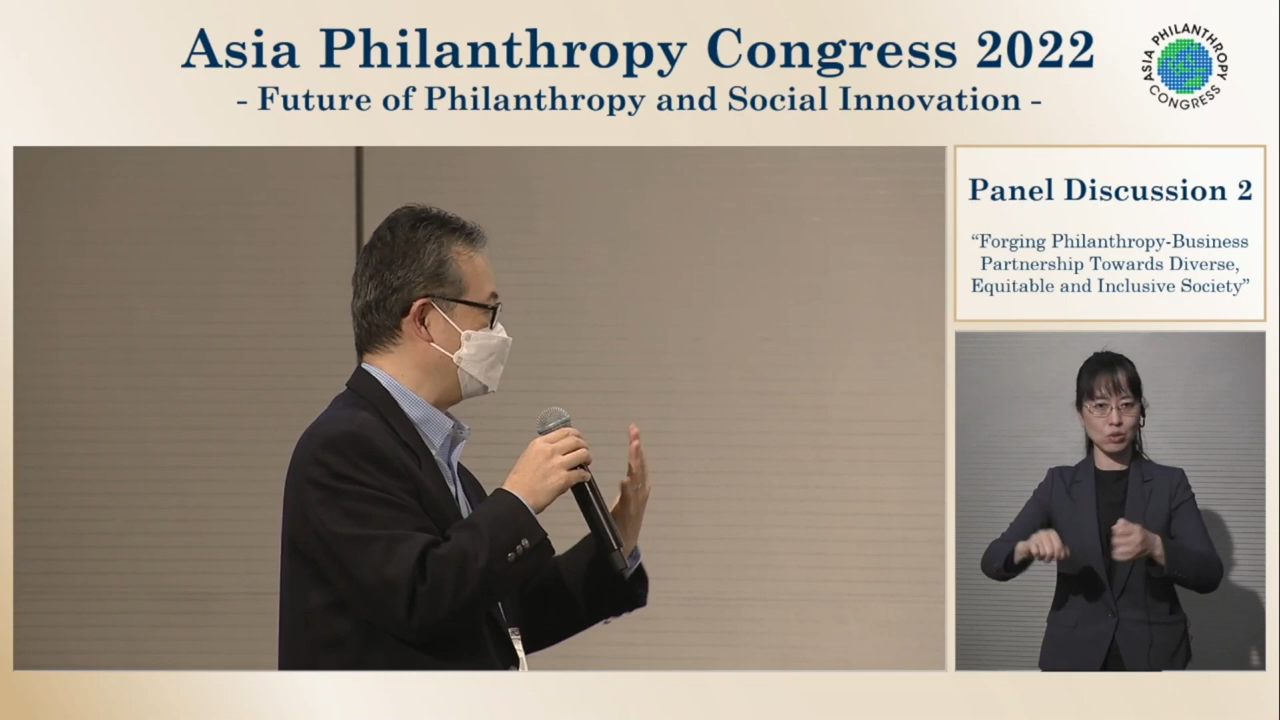 Asia Philanthropy Congress 2022
- Future of Philanthropy and Social Innovation -
ASIA PHILANTHROPY CONGRESS
Panel Discussion 2
“Forging Philanthropy-Business
Partnership Towards Diverse,
Equitable and Inclusive Society”